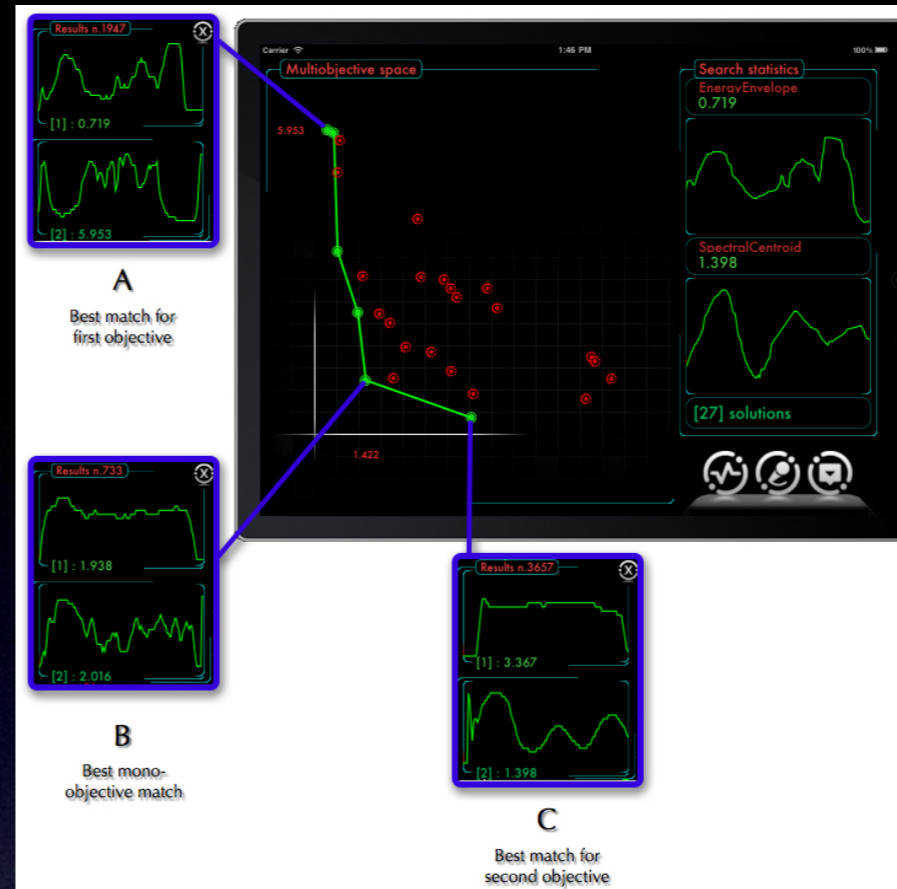 Results n.1947
[1] : 0.719
[2] : 5.953
A
Best match for
first objective
Carrier
1:46 PM
100%
Multiobjective space
5.953
1.422
Search statistics
EnerayEnvelope
0.719
SpectralCentroid
1.398
[27] solutions
Results n.733
[1] : 1.938
[2] : 2.016
B
Best mono-
objective match
Results n.3657
[1] : 3.367
[2] : 1.398
C
Best match for
second objective